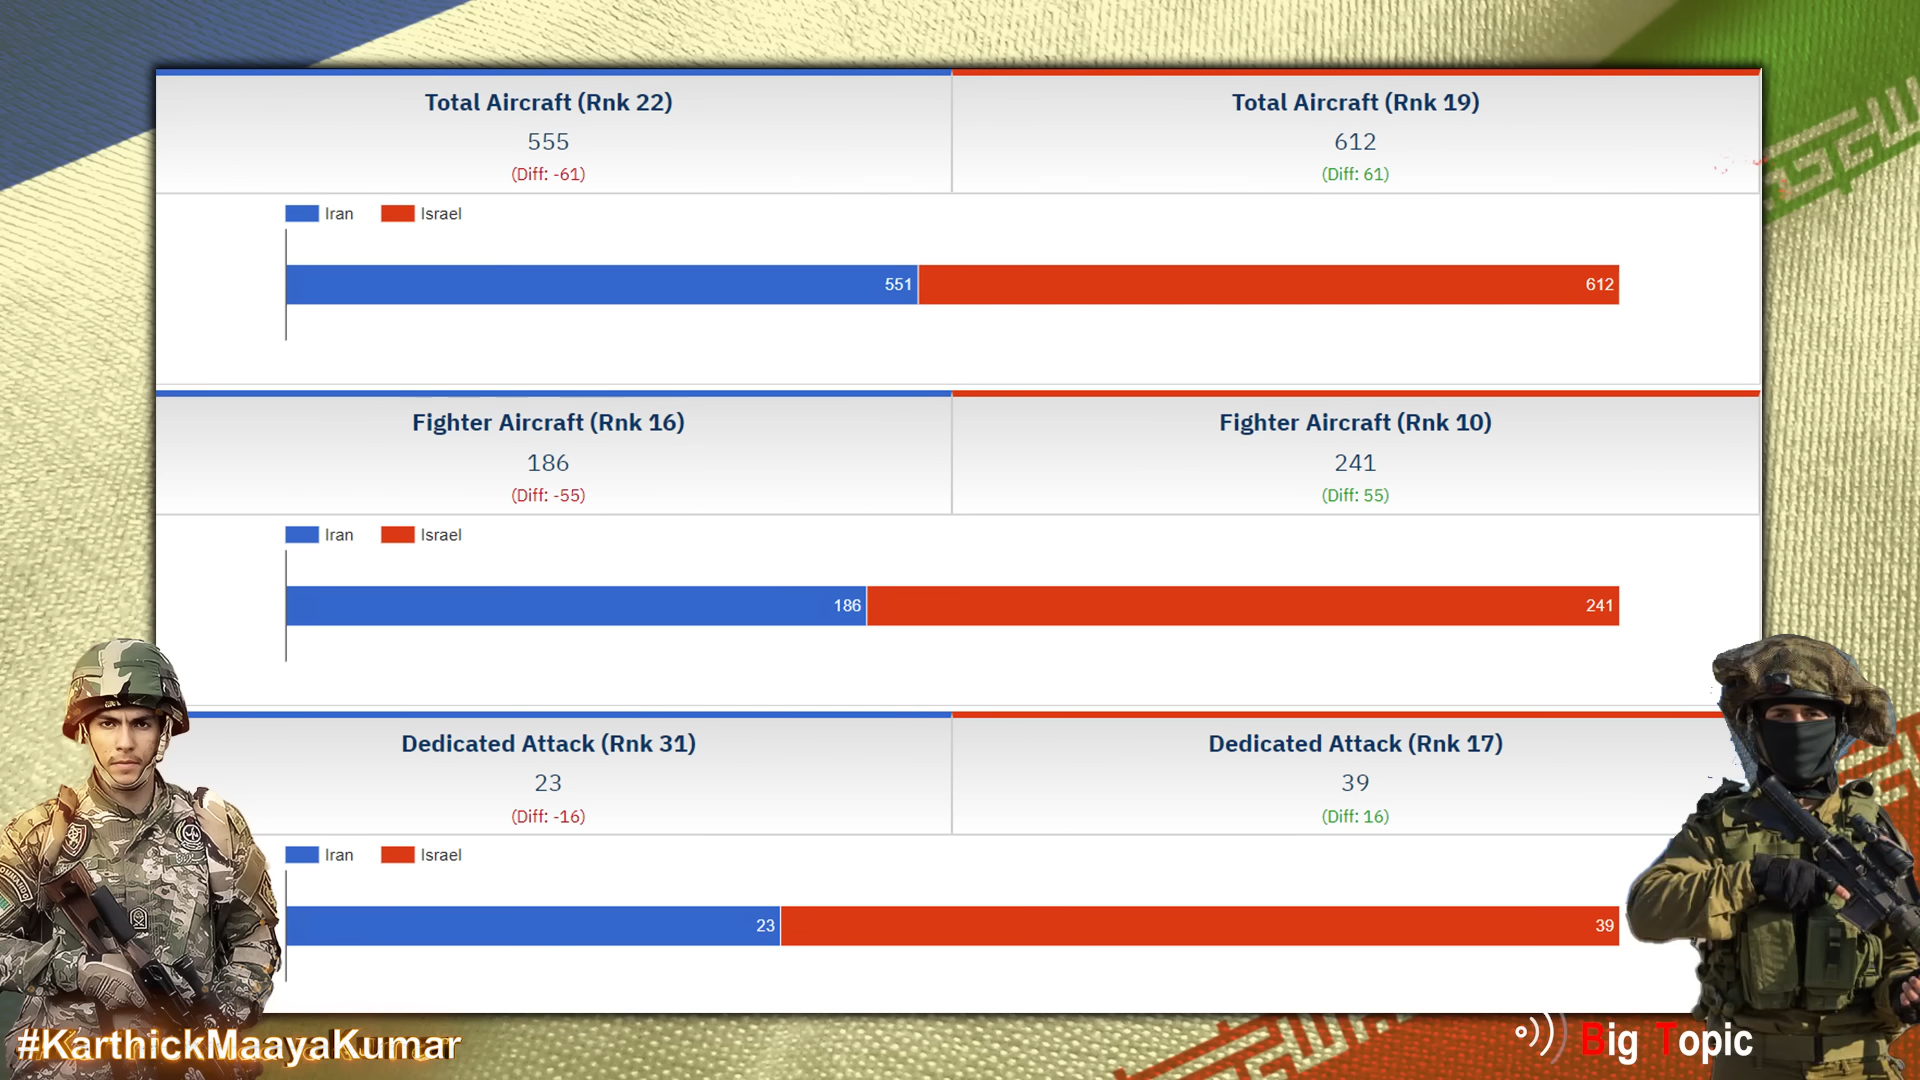 Total Aircraft (Rnk 22)
555
(Diff: -61)
Total Aircraft (Rnk 19)
612
(Diff: 61)
Iran
Israel
551
612
Fighter Aircraft (Rnk 16)
186
(Diff: -55)
Fighter Aircraft (Rnk 10)
241
(Diff: 55)
Iran
Israel
186
241
Dedicated Attack (Rnk 31)
23
(Diff: -16)
Dedicated Attack (Rnk 17)
39
(Diff: 16)
Iran
Israel
23
39
#KarthickMaayaKumar
Big Topic